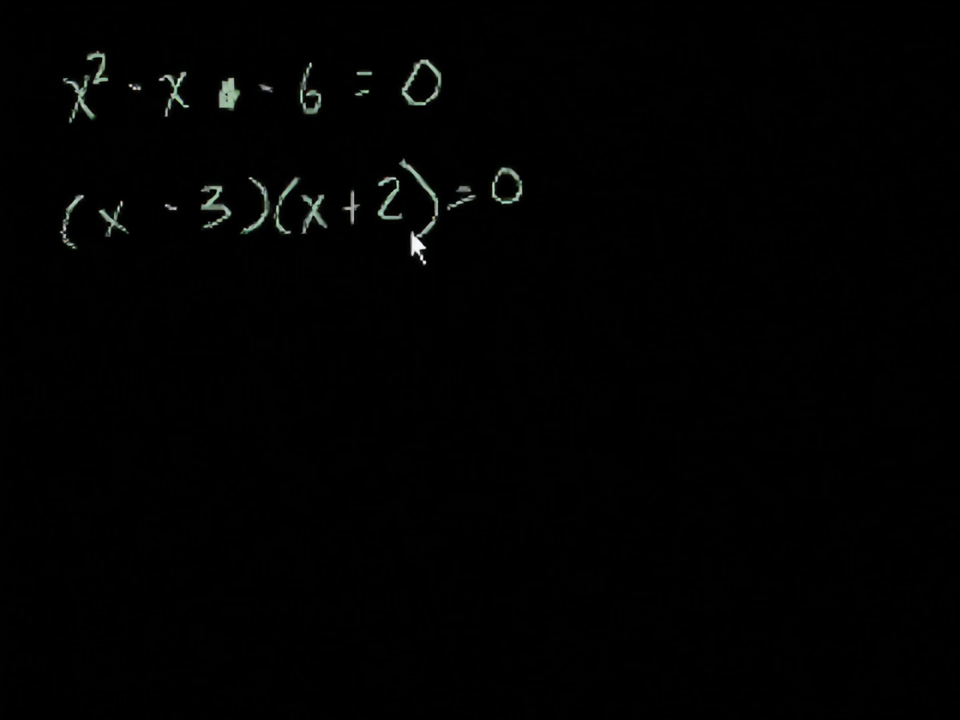 x² - x - 6 = 0
(x - 3)(x + 2) = 0